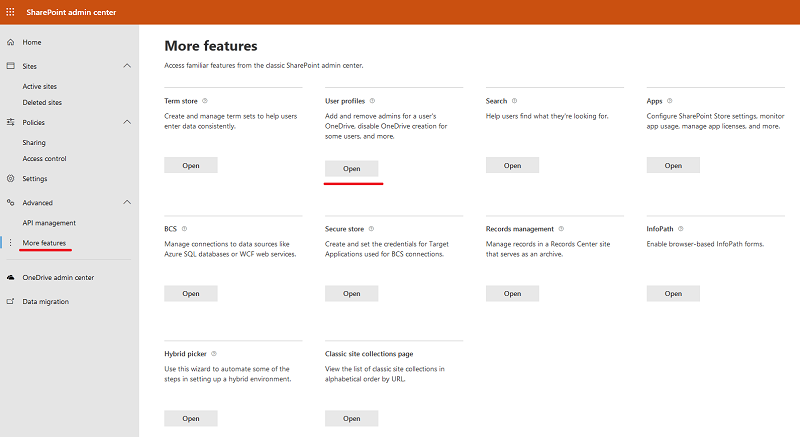 SharePoint admin center
Home
Sites
Active sites
Deleted sites
Policies
Sharing
Access control
Settings
Advanced
API management
More features
OneDrive admin center
Data migration
More features
Access familiar features from the classic SharePoint admin center.
Term store
Create and manage term sets to help users
enter data consistently.
Open
User profiles
Add and remove admins for a user's
OneDrive, disable OneDrive creation for
some users, and more.
Open
Search
Help users find what they're looking for.
Open
Apps
Configure SharePoint Store settings, monitor
app usage, manage app licenses, and more.
Open
BCS
Manage connections to data sources like
Azure SQL databases or WCF web services.
Open
Secure store
Create and set the credentials for Target
Applications used for BCS connections.
Open
Records management
Manage records in a Records Center site
that serves as an archive.
Open
InfoPath
Enable browser-based InfoPath forms.
Open
Hybrid picker
Use this wizard to automate some of the
steps in setting up a hybrid environment.
Open
Classic site collections page
View the list of classic site collections in
alphabetical order by URL.
Open